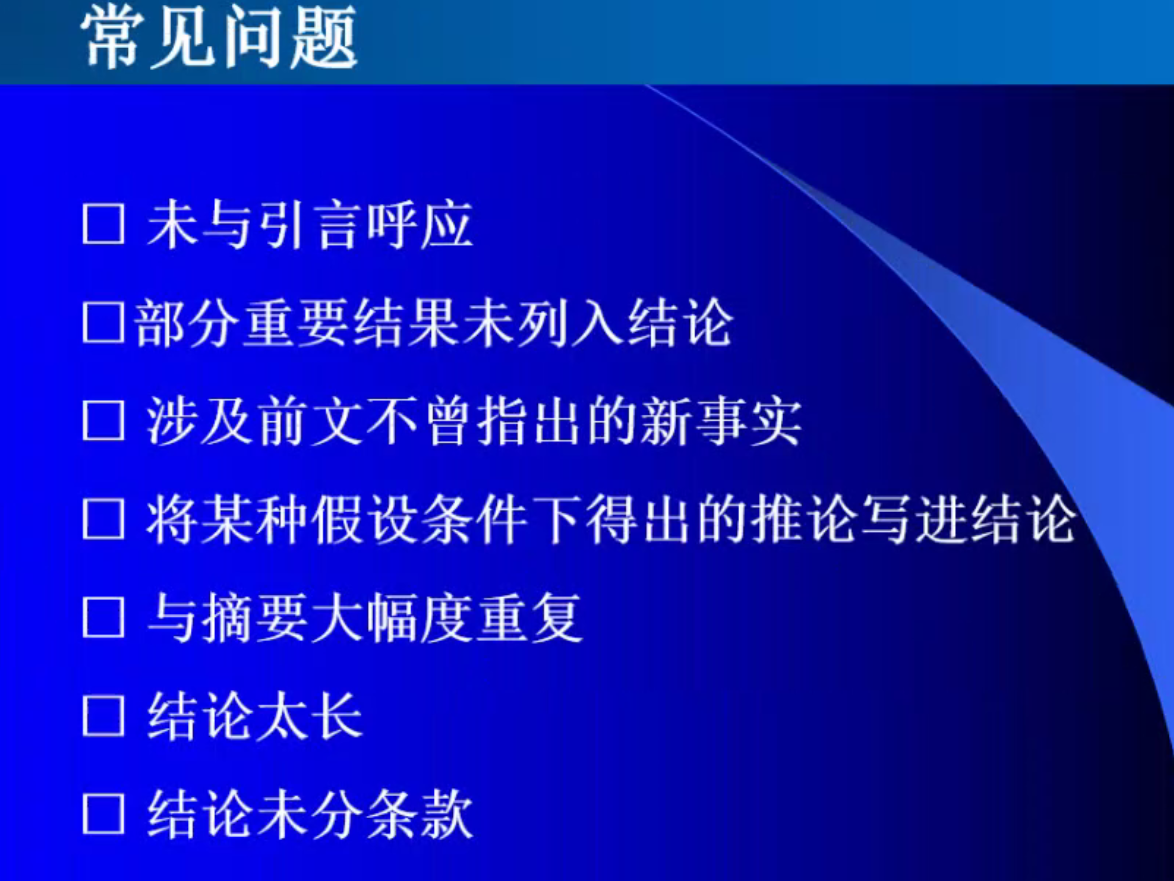 常见问题
□ 未与引言呼应
□部分重要结果未列入结论
□ 涉及前文不曾指出的新事实
□ 将某种假设条件下得出的推论写进结论
□ 与摘要大幅度重复
□ 结论太长
□ 结论未分条款